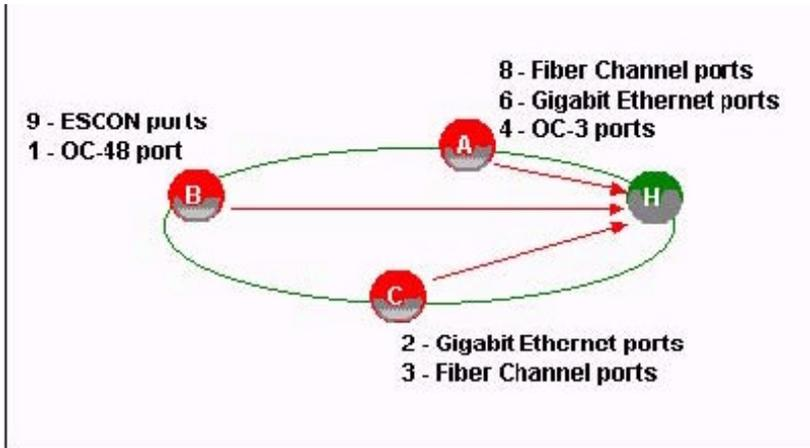 8 - Fiber Channel ports
6 - Gigabit Ethernet ports
4 - OC-3 ports
9 - ESCON ports
1 - OC-48 port
A
B
H
C
2 - Gigabit Ethernet ports
3 - Fiber Channel ports